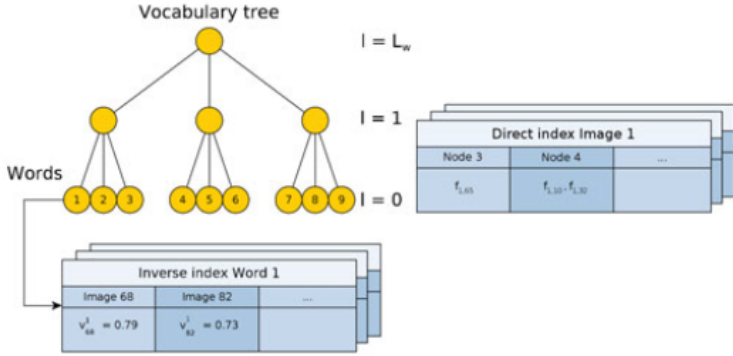 Vocabulary tree
l = L_w
l = 1
Words
1 2 3 4 5 6 7 8 9
l = 0
Direct index Image 1
Node 3 Node 4 ...
f_1,65 f_1,10, f_1,32
Inverse index Word 1
Image 68 Image 82 ...
v^1_68 = 0.79 v^1_82 = 0.73